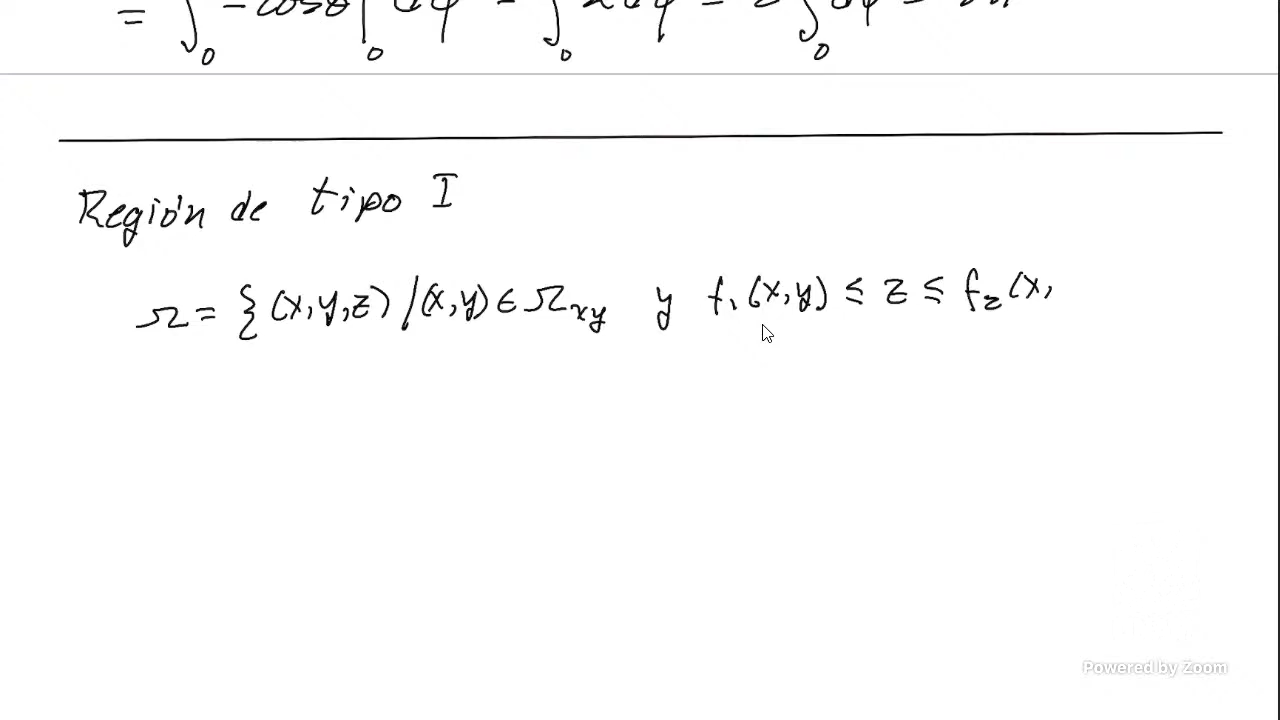 Región de tipo I
Ω = { (x,y,z) / (x,y) ∈ Ωxy y f₁(x,y) ≤ z ≤ f₂(x,
Powered by Zoom